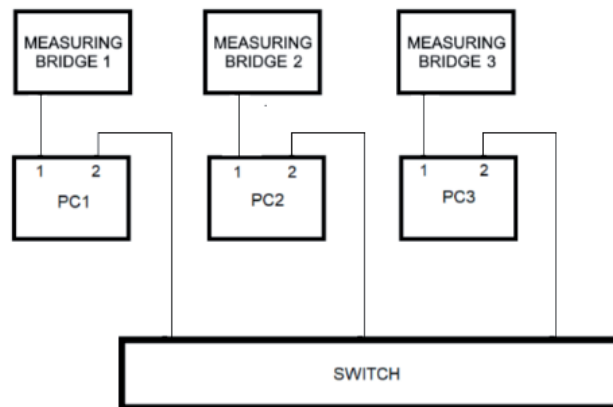 MEASURING
BRIDGE 1
MEASURING
BRIDGE 2
MEASURING
BRIDGE 3
1 2
PC1
1 2
PC2
1 2
PC3
SWITCH